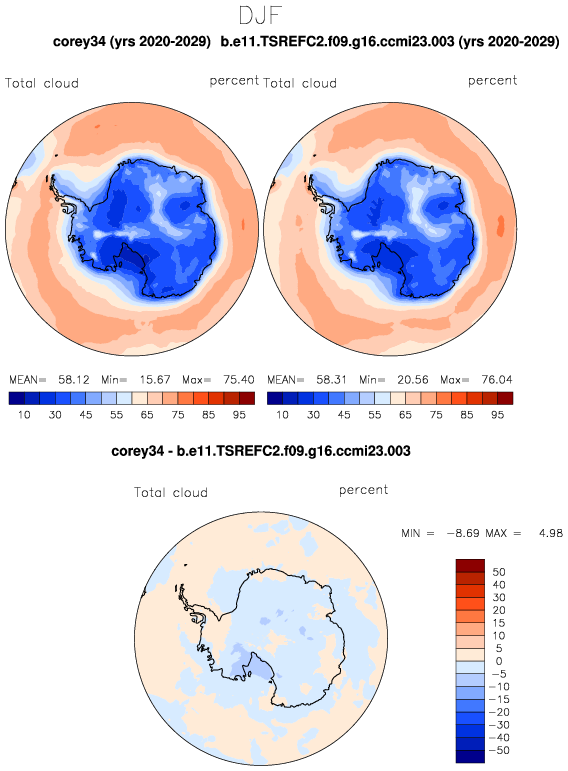 DJF
corey34 (yrs 2020-2029) b.e11.TSREFC2.f09.g16.ccmi23.003 (yrs 2020-2029)
Total cloud percent Total cloud percent
MEAN= 58.12 Min= 15.67 Max= 75.40 MEAN= 58.31 Min= 20.56 Max= 76.04
10 30 45 55 65 75 85 95 10 30 45 55 65 75 85 95
corey34 - b.e11.TSREFC2.f09.g16.ccmi23.003
Total cloud percent
MIN = -8.69 MAX = 4.98
50
40
30
20
15
10
5
0
-5
-10
-15
-20
-30
-40
-50